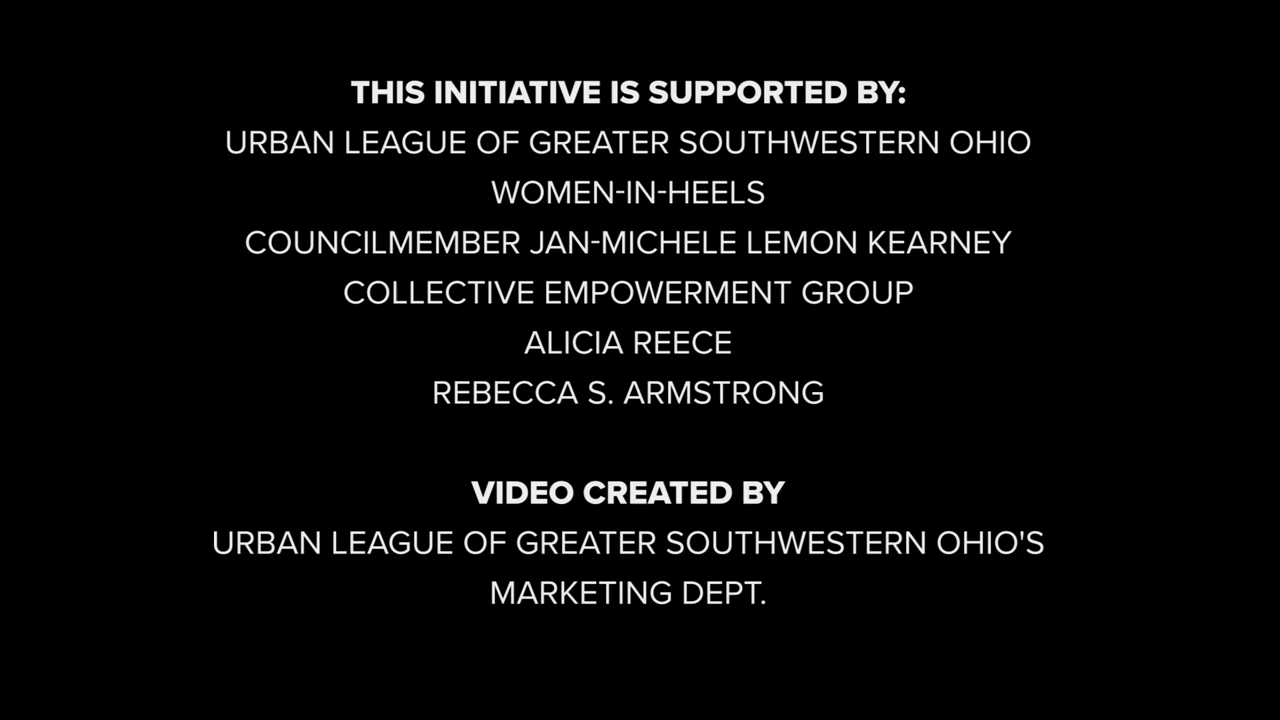 THIS INITIATIVE IS SUPPORTED BY:
URBAN LEAGUE OF GREATER SOUTHWESTERN OHIO
WOMEN-IN-HEELS
COUNCILMEMBER JAN-MICHELE LEMON KEARNEY
COLLECTIVE EMPOWERMENT GROUP
ALICIA REECE
REBECCA S. ARMSTRONG
VIDEO CREATED BY
URBAN LEAGUE OF GREATER SOUTHWESTERN OHIO'S
MARKETING DEPT.